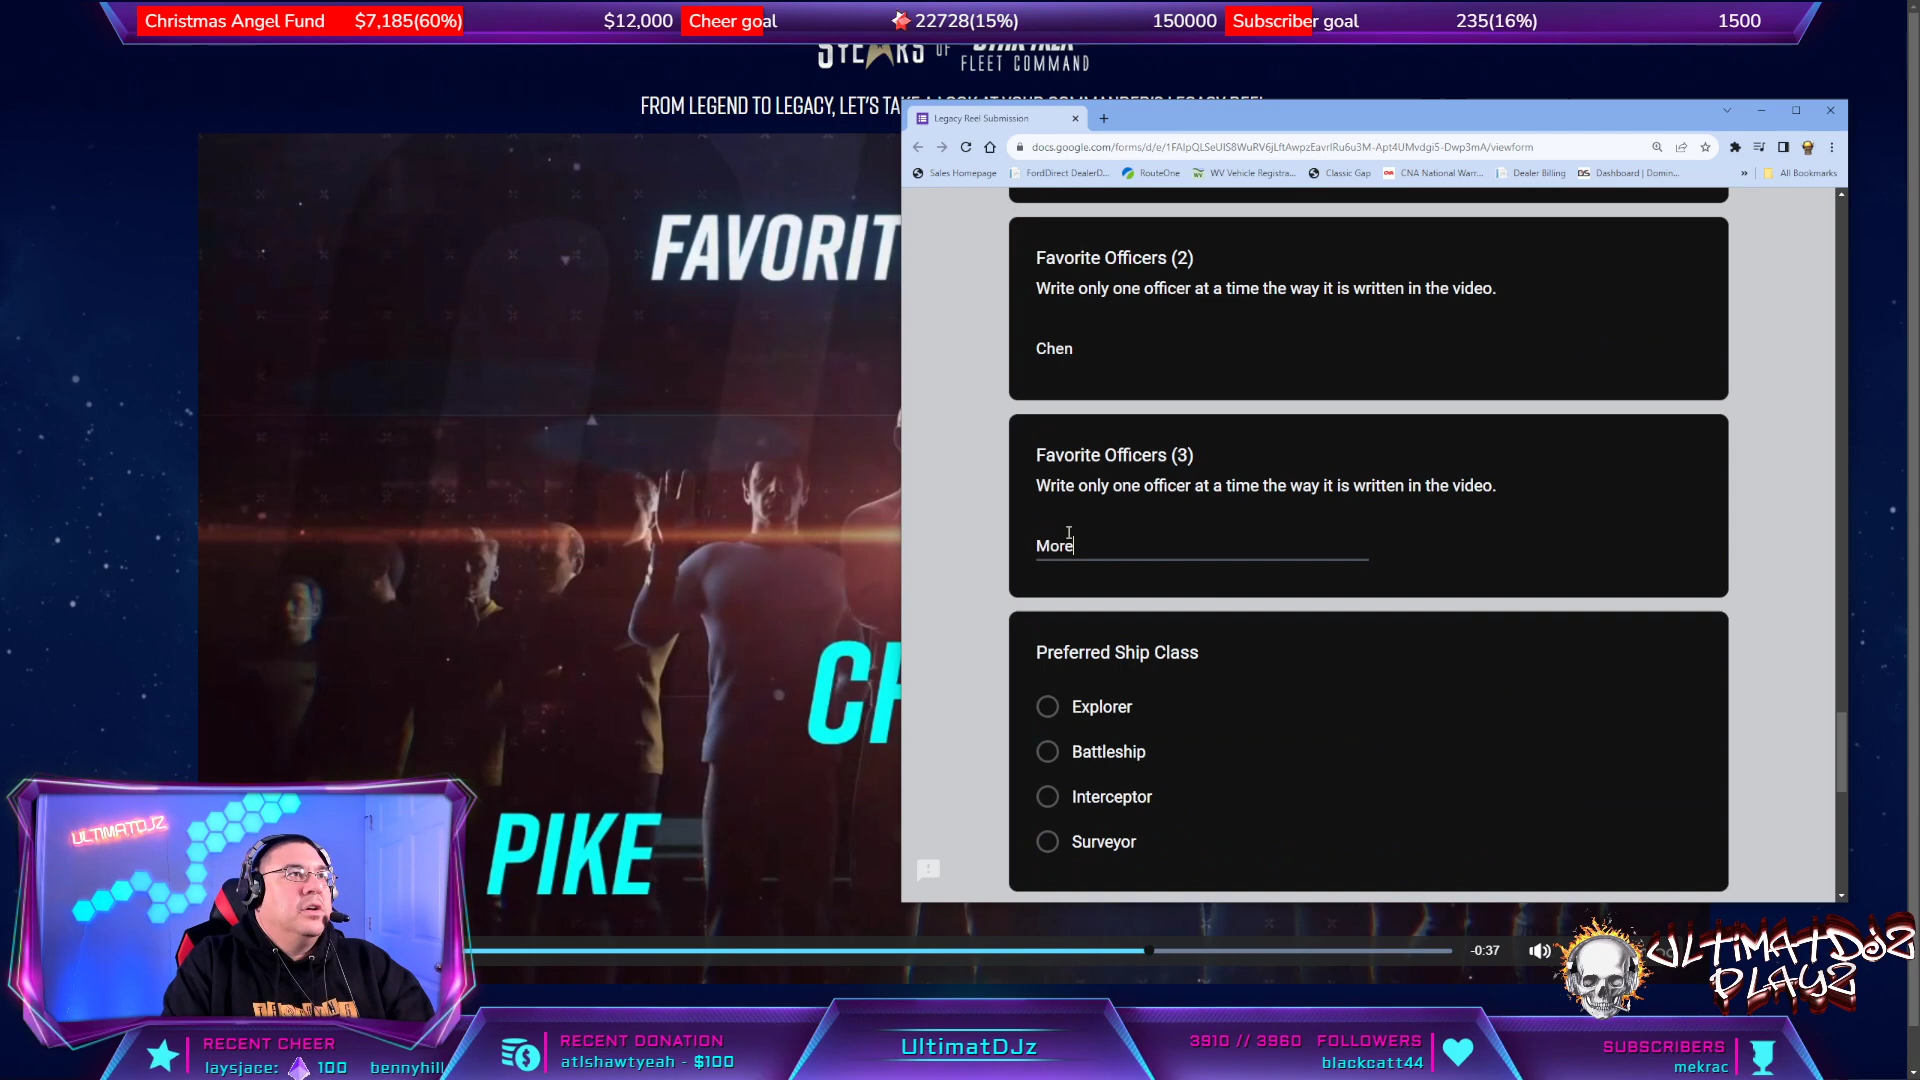 Christmas Angel Fund $7,185(60%) $12,000 Cheer goal 22728(15%) 150000 Subscriber goal 235(16%) 1500
OF
FLEET COMMAND
FROM LEGEND TO LEGACY, LET'S
Legacy Reel Submission
docs.google.com/forms/d/e/1FAIpQLSeUIS8WuRV6jLftAwpzEavrIRu6u3M-Apt4UMvdgi5-Dwp3mA/viewform
Sales Homepage FordDirect DealerD... RouteOne WV Vehicle Registra... Classic Gap CNA National Warr... Dealer Billing DS Dashboard | Domin... » All Bookmarks
FAVORIT
Favorite Officers (2)
Write only one officer at a time the way it is written in the video.
Chen
Favorite Officers (3)
Write only one officer at a time the way it is written in the video.
More
Preferred Ship Class
Explorer
Battleship
Interceptor
Surveyor
CH
PIKE
ULTIMATDJZ
-0:37
ULTIMATDJZ
PLAYZ
RECENT CHEER
laysjace: 100 bennyhill
RECENT DONATION
atlshawtyeah - $100
UltimatDJz
3910 // 3960 FOLLOWERS
blackcatt44
SUBSCRIBERS
mekrac